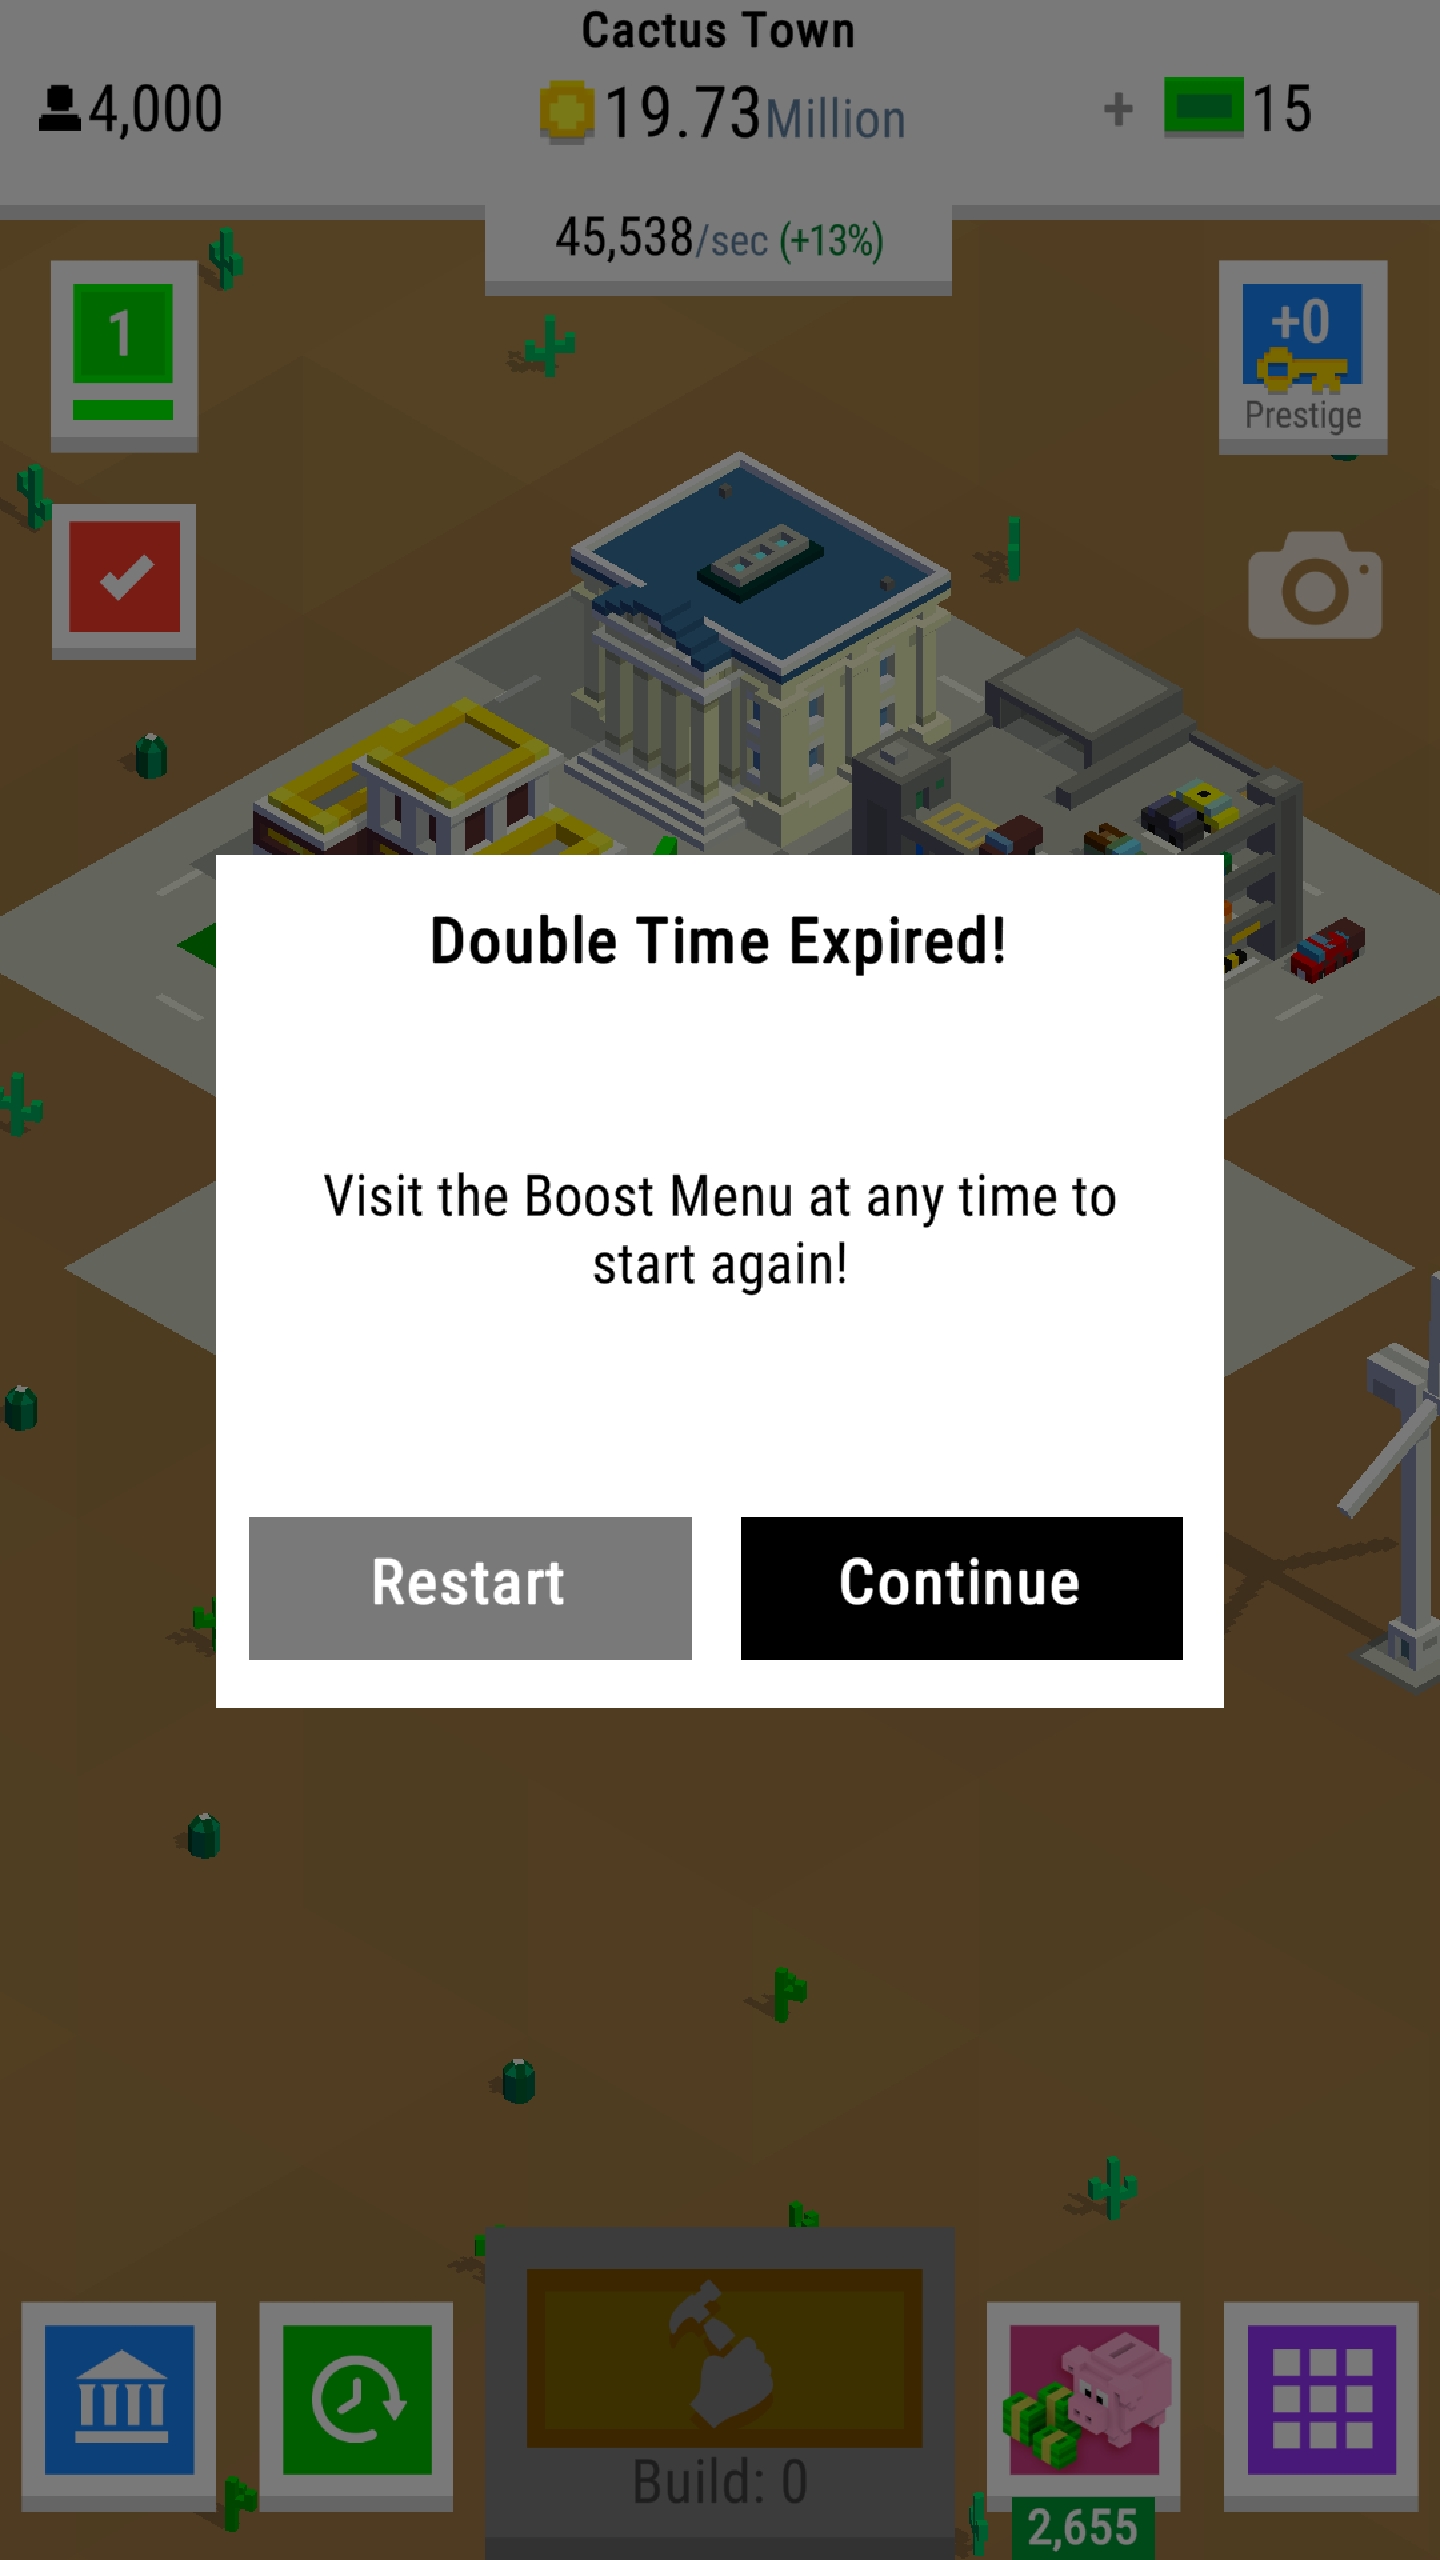 Cactus Town
4,000
19.73Million
+ 15
45,538/sec (+13%)
1
+0
Prestige
Double Time Expired!
Visit the Boost Menu at any time to
start again!
Restart
Continue
Build: 0
2,655